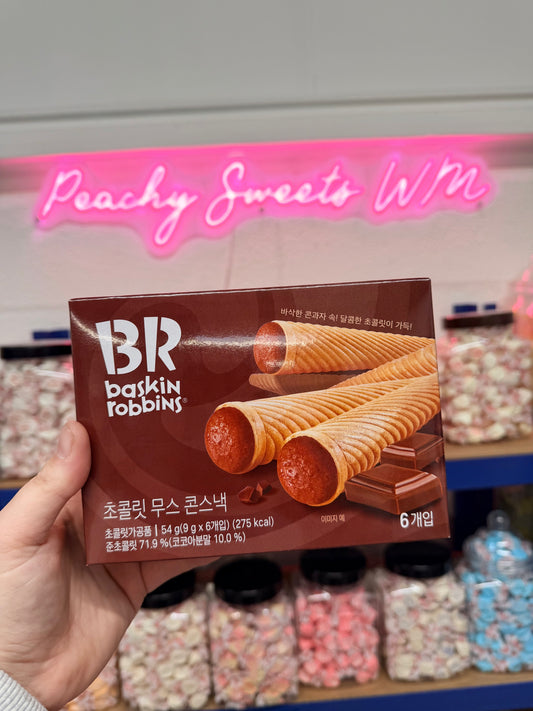 Peachy Sweets WM
바삭한 콘과자 속! 달콤한 초콜릿이 가득!
BR
baskin
robbins®
초콜릿 무스 콘스낵
초콜릿가공품 | 54 g(9 g x 6개입) (275 kcal)
준초콜릿 71.9 %(코코아분말 10.0 %)
이미지 예
6개입